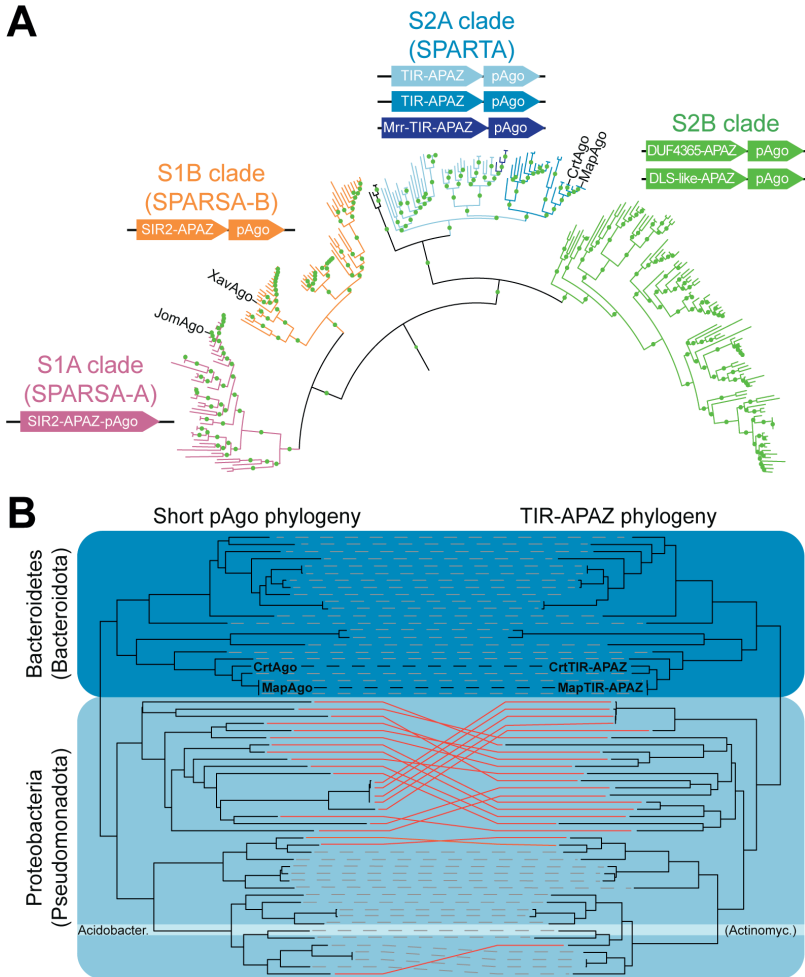 A
S2A clade
(SPARTA)
TIR-APAZ pAgo
TIR-APAZ pAgo
Mrr-TIR-APAZ pAgo
CrtAgo
MapAgo
S2B clade
DUF4365-APAZ pAgo
DLS-like-APAZ pAgo
S1B clade
(SPARSA-B)
SIR2-APAZ pAgo
XavAgo
JomAgo
S1A clade
(SPARSA-A)
SIR2-APAZ-pAgo
B
Short pAgo phylogeny TIR-APAZ phylogeny
Bacteroidetes
(Bacteroidota)
CrtAgo CrtTIR-APAZ
MapAgo MapTIR-APAZ
Proteobacteria
(Pseudomonadota)
Acidobacter. (Actinomyc.)